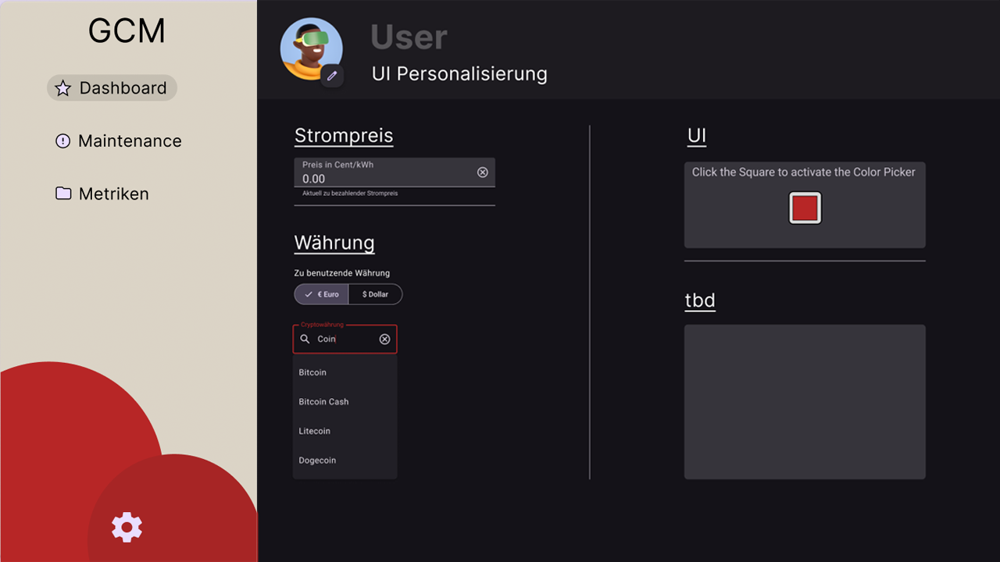 GCM
Dashboard
Maintenance
Metriken
User
UI Personalisierung
Strompreis
Preis in Cent/kWh
0.00
Aktuell zu bezahlender Strompreis
Währung
Zu benutzende Währung
€ Euro
$ Dollar
Cryptowährung
Coin
Bitcoin
Bitcoin Cash
Litecoin
Dogecoin
UI
Click the Square to activate the Color Picker
tbd